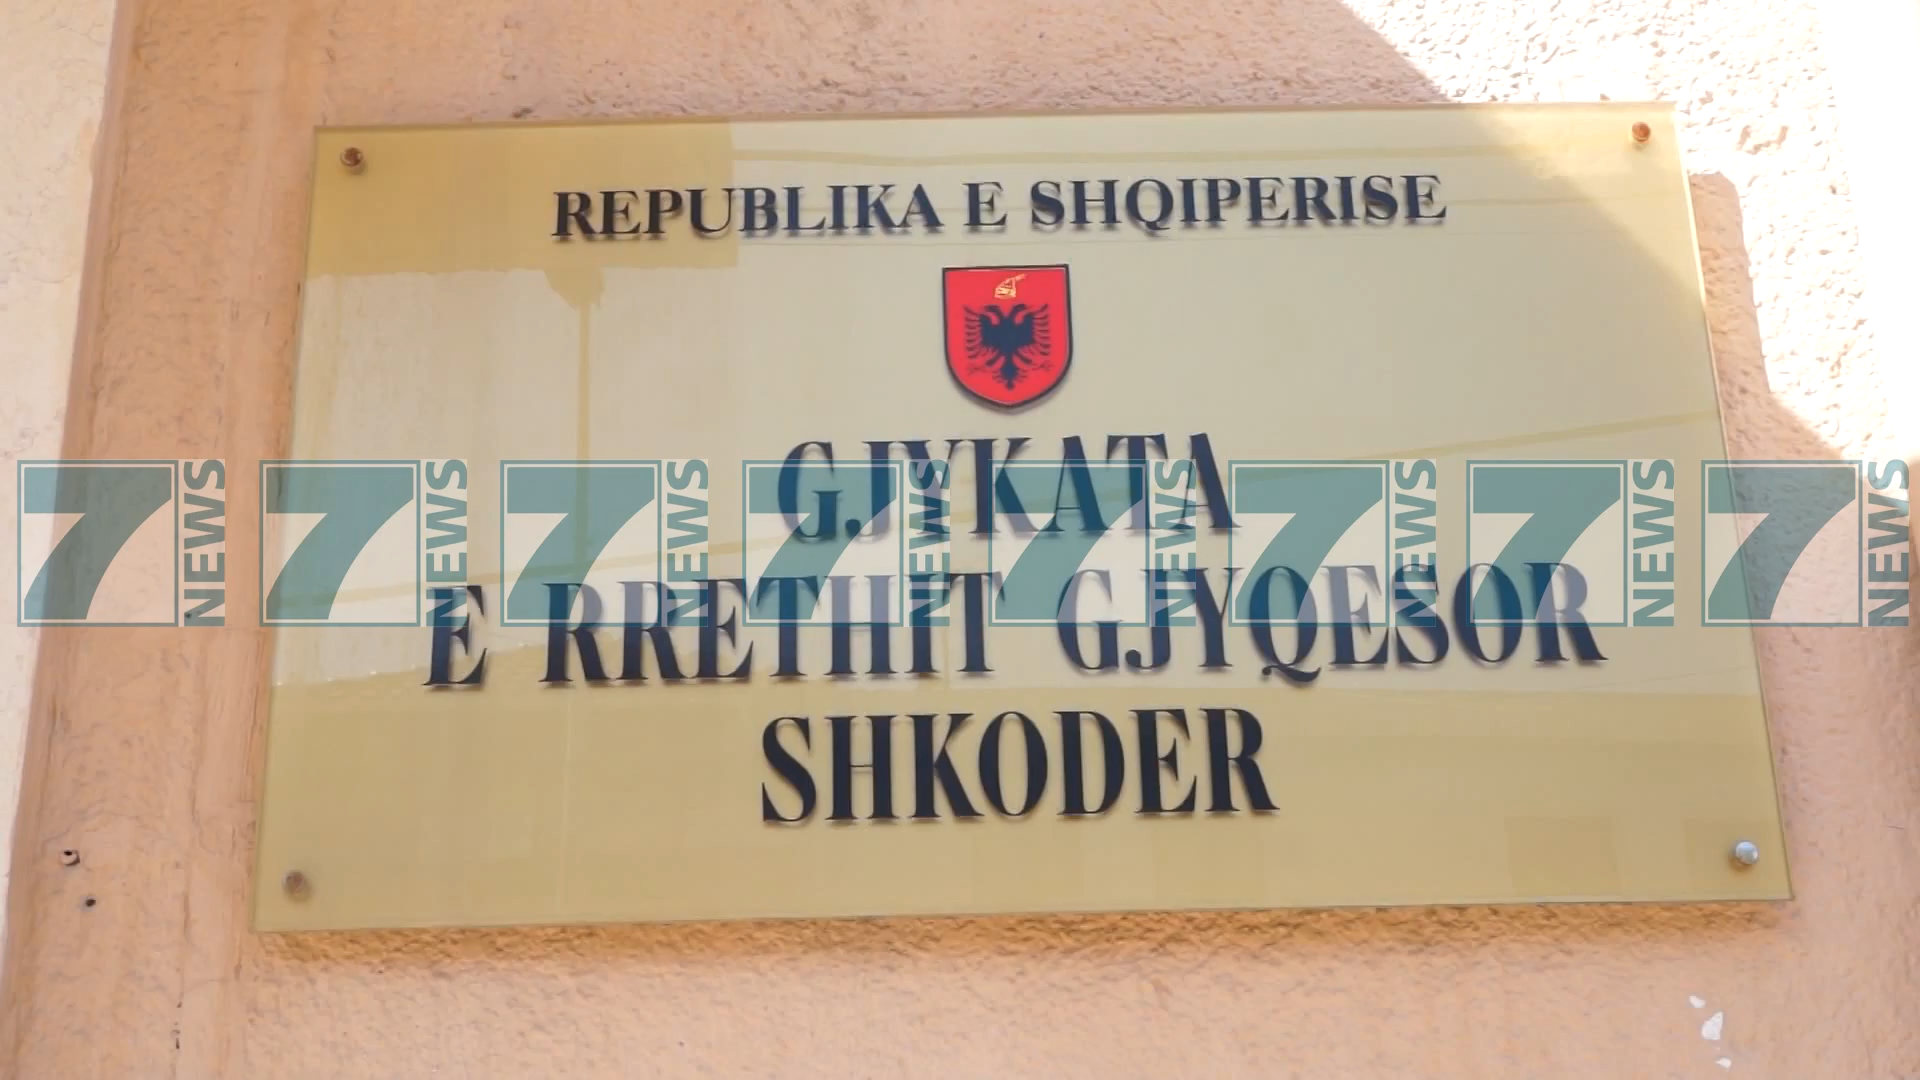 REPUBLIKA E SHQIPERISE
GJYKATA
E RRETHIT GJYQESOR
SHKODER
7 NEWS 7 NEWS 7 NEWS 7 NEWS 7 NEWS 7 NEWS 7 NEWS 7 NEWS